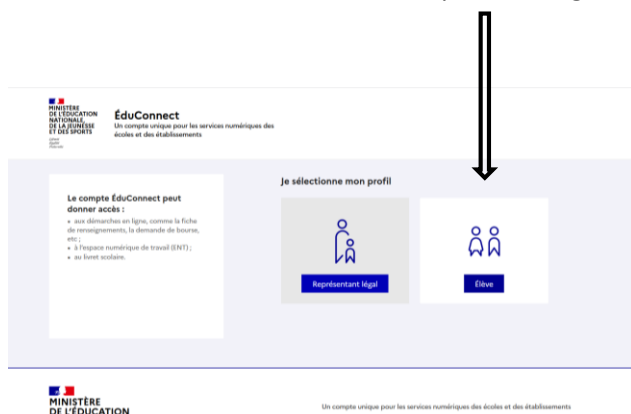 MINISTÈRE
DE L'ÉDUCATION
NATIONALE,
DE LA JEUNESSE
ET DES SPORTS
ÉduConnect
Un compte unique pour les services numériques des
écoles et des établissements
Je sélectionne mon profil
Le compte ÉduConnect peut
donner accès :
• aux démarches en ligne, comme la fiche
de renseignements, la demande de bourse,
etc ;
• à l'espace numérique de travail (ENT) ;
• au livret scolaire.
Représentant légal
Élève
MINISTÈRE
DE L'ÉDUCATION
Un compte unique pour les services numériques des écoles et des établissements